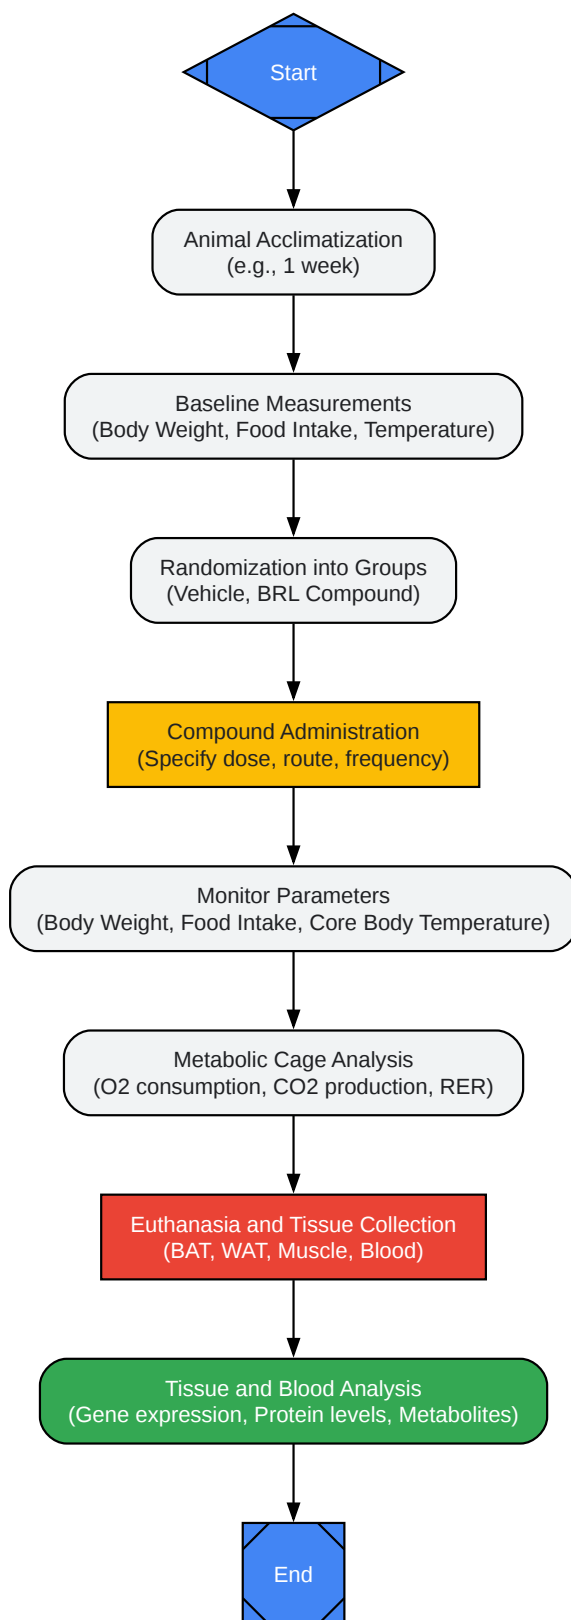 Start
Animal Acclimatization
(e.g., 1 week)
Baseline Measurements
(Body Weight, Food Intake, Temperature)
Randomization into Groups
(Vehicle, BRL Compound)
Compound Administration
(Specify dose, route, frequency)
Monitor Parameters
(Body Weight, Food Intake, Core Body Temperature)
Metabolic Cage Analysis
(O2 consumption, CO2 production, RER)
Euthanasia and Tissue Collection
(BAT, WAT, Muscle, Blood)
Tissue and Blood Analysis
(Gene expression, Protein levels, Metabolites)
End